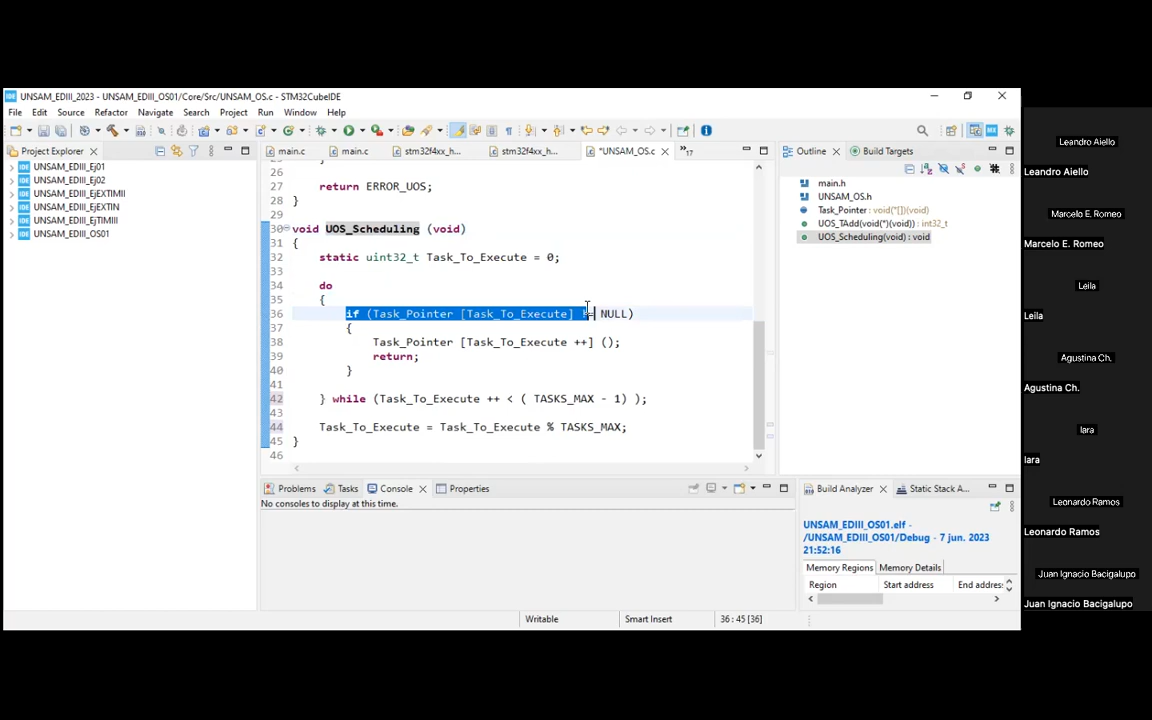 UNSAM_EDIII_2023 - UNSAM_EDIII_OS01/Core/Src/UNSAM_OS.c - STM32CubeIDE
File Edit Source Refactor Navigate Search Project Run Window Help
Project Explorer
main.c main.c stm32f4xx_h... stm32f4xx_h... *UNSAM_OS.c 17
Outline Build Targets
UNSAM_EDIII_Ej01
UNSAM_EDIII_Ej02
UNSAM_EDIII_EjEXTIMII
UNSAM_EDIII_EjEXTIN
UNSAM_EDIII_EjTIMIII
UNSAM_EDIII_OS01
26
27 return ERROR_UOS;
28 }
29
30 void UOS_Scheduling (void)
31 {
32 static uint32_t Task_To_Execute = 0;
33
34 do
35 {
36 if (Task_Pointer [Task_To_Execute] != NULL)
37 {
38 Task_Pointer [Task_To_Execute ++] ();
39 return;
40 }
41
42 } while (Task_To_Execute ++ < ( TASKS_MAX - 1) );
43
44 Task_To_Execute = Task_To_Execute % TASKS_MAX;
45 }
46
main.h
UNSAM_OS.h
Task_Pointer : void(*[])(void)
UOS_TAdd(void(*)(void)) : int32_t
UOS_Scheduling(void) : void
Problems Tasks Console Properties
No consoles to display at this time.
Build Analyzer Static Stack A...
UNSAM_EDIII_OS01.elf -
/UNSAM_EDIII_OS01/Debug - 7 jun. 2023
21:52:16
Memory Regions Memory Details
Region Start address End addres
Writable Smart Insert 36 : 45 [36]
Leandro Aiello
Leandro Aiello
Marcelo E. Romeo
Marcelo E. Romeo
Leila
Leila
Agustina Ch.
Agustina Ch.
Iara
Iara
Leonardo Ramos
Leonardo Ramos
Juan Ignacio Bacigalupo
Juan Ignacio Bacigalupo